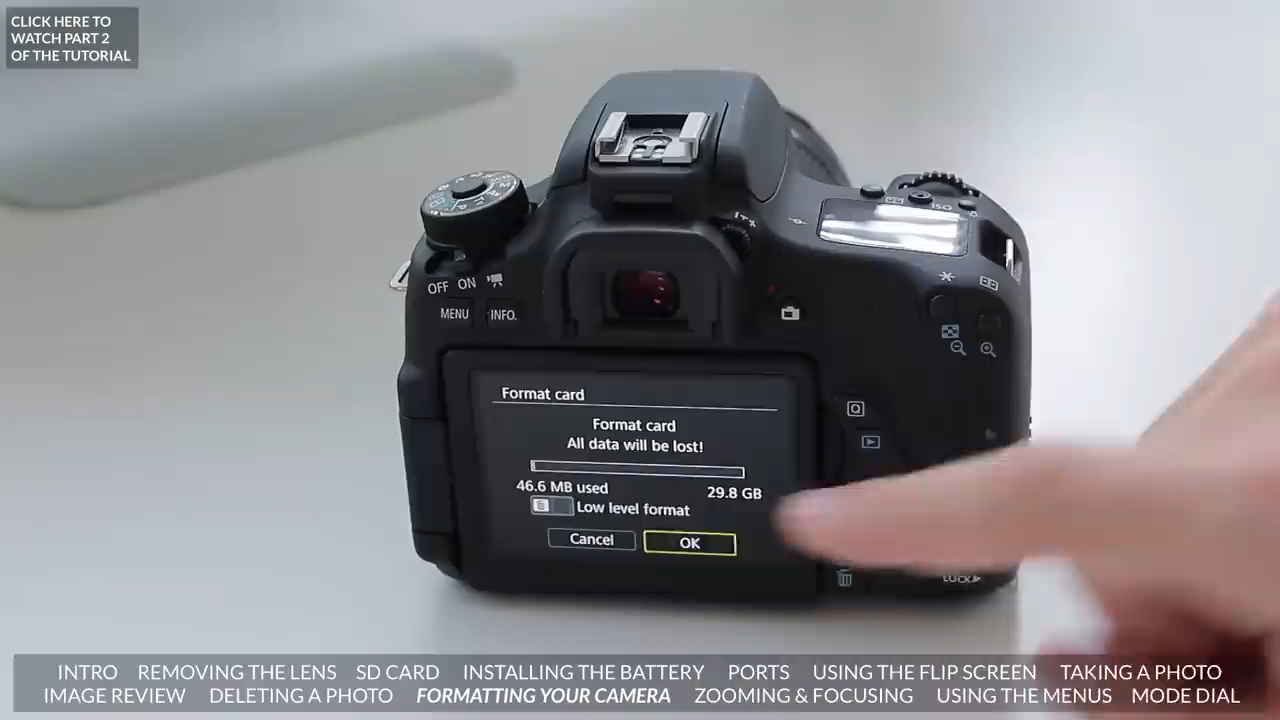 CLICK HERE TO
WATCH PART 2
OF THE TUTORIAL
ISO
OFF ON
MENU INFO.
Format card
Format card
All data will be lost!
46.6 MB used 29.8 GB
Low level format
Cancel OK
Q
LOCK
INTRO REMOVING THE LENS SD CARD INSTALLING THE BATTERY PORTS USING THE FLIP SCREEN TAKING A PHOTO
IMAGE REVIEW DELETING A PHOTO FORMATTING YOUR CAMERA ZOOMING & FOCUSING USING THE MENUS MODE DIAL